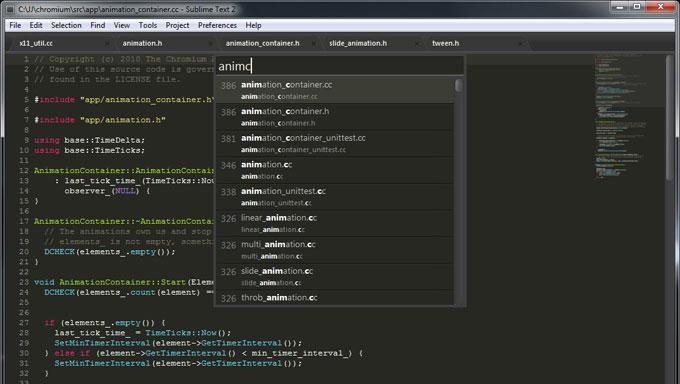 C:\U\chromium\src\app\animation_container.cc - Sublime Text 2
File Edit Selection Find View Tools Project Preferences Help
x11_util.cc animation.h animation_container.h slide_animation.h tween.h
animc
386 animation_container.cc
animation_container.cc
386 animation_container.h
animation_container.h
381 animation_container_unittest.cc
animation_container_unittest.cc
346 animation.cc
animation.cc
338 animation_unittest.cc
animation_unittest.cc
326 linear_animation.cc
linear_animation.cc
326 multi_animation.cc
multi_animation.cc
326 slide_animation.cc
slide_animation.cc
326 throb_animation.cc
1 // Copyright (c) 2010 The Chromium
2 // Use of this source code is gover
3 // found in the LICENSE file.
4
5 #include "app/animation_container.h"
6
7 #include "app/animation.h"
8
9 using base::TimeDelta;
10 using base::TimeTicks;
11
12 AnimationContainer::AnimationContain
13 : last_tick_time_(TimeTicks::Now
14 observer_(NULL) {
15 }
16
17 AnimationContainer::~AnimationConta
18 // The animations own us and stop
19 // elements_ is not empty, somethi
20 DCHECK(elements_.empty());
21 }
22
23 void AnimationContainer::Start(Elem
24 DCHECK(elements_.count(element) ==
25
26
27 if (elements_.empty()) {
28 last_tick_time_ = TimeTicks::Now();
29 SetMinTimerInterval(element->GetTimerInterval());
30 } else if (element->GetTimerInterval() < min_timer_interval_) {
31 SetMinTimerInterval(element->GetTimerInterval());
32 }